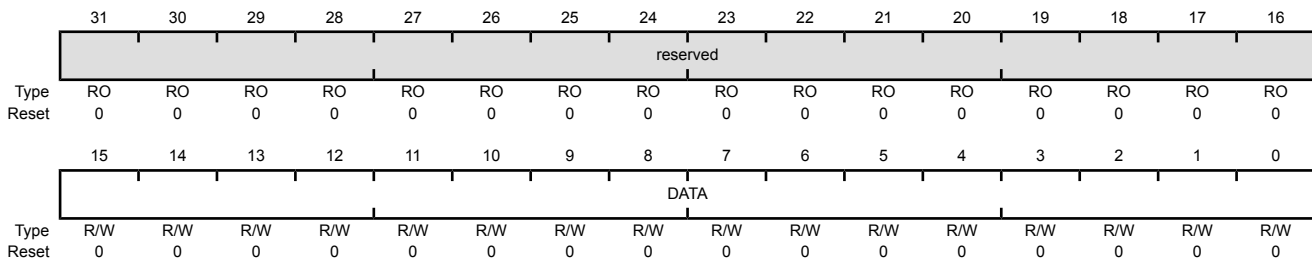 31 30 29 28 27 26 25 24 23 22 21 20 19 18 17 16
reserved
Type RO RO RO RO RO RO RO RO RO RO RO RO RO RO RO RO
Reset 0 0 0 0 0 0 0 0 0 0 0 0 0 0 0 0
15 14 13 12 11 10 9 8 7 6 5 4 3 2 1 0
DATA
Type R/W R/W R/W R/W R/W R/W R/W R/W R/W R/W R/W R/W R/W R/W R/W R/W
Reset 0 0 0 0 0 0 0 0 0 0 0 0 0 0 0 0